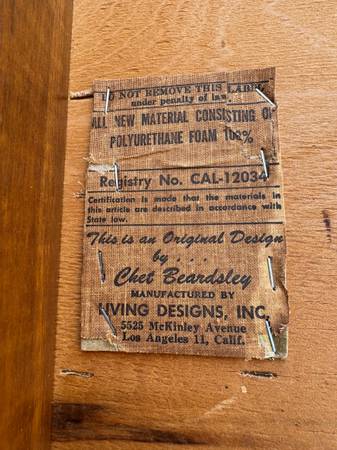 DO NOT REMOVE THIS LABEL
under penalty of law.
ALL NEW MATERIAL CONSISTING OF
POLYURETHANE FOAM 100%
Registry No. CAL-12034
Certification is made that the materials in
this article are described in accordance with
State law.
This is an Original Design
by...
Chet Beardsley
MANUFACTURED BY
LIVING DESIGNS, INC.
5525 McKinley Avenue
Los Angeles 11, Calif.